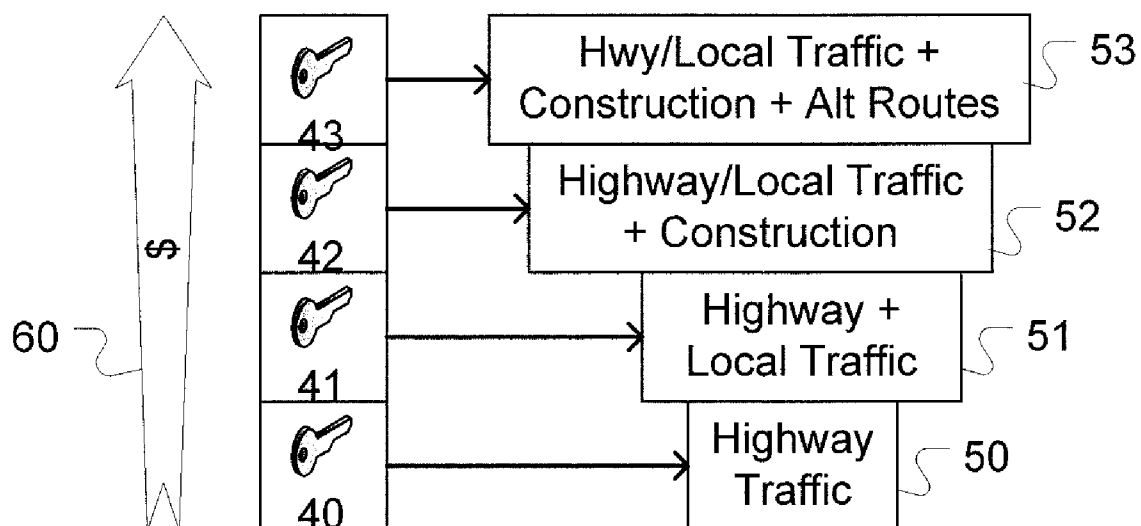 Hwy/Local Traffic +
Construction + Alt Routes
53
43
Highway/Local Traffic
+ Construction
52
42
$
60
Highway +
Local Traffic
51
41
Highway
Traffic
50
40